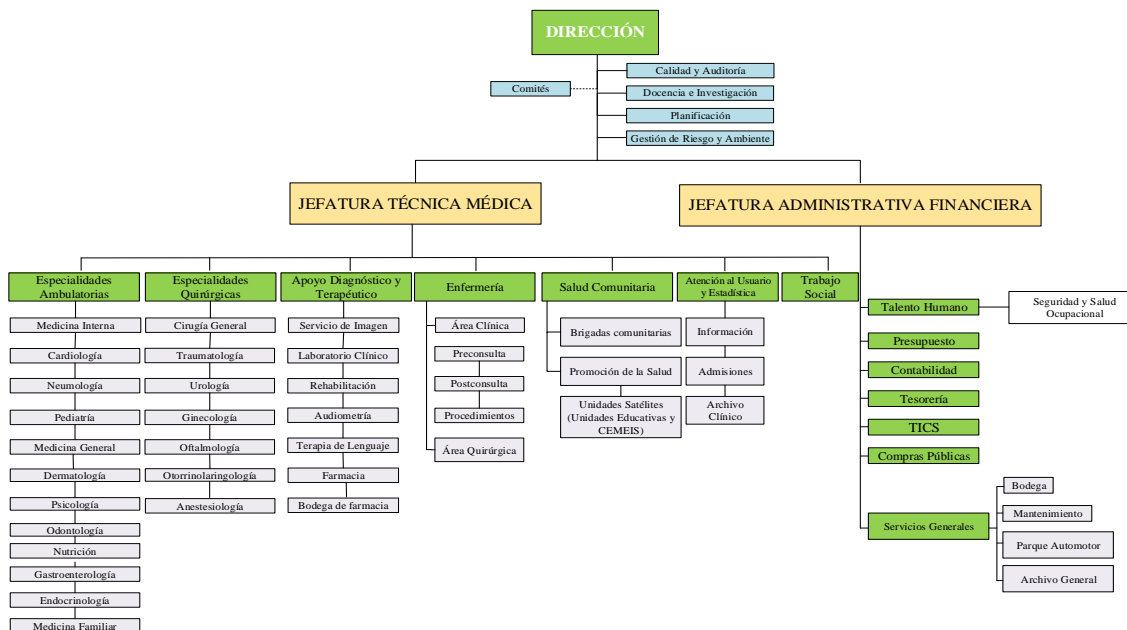 DIRECCIÓN
Calidad y Auditoría
Comités
Docencia e Investigación
Planificación
Gestión de Riesgo y Ambiente
JEFATURA TÉCNICA MÉDICA
JEFATURA ADMINISTRATIVA FINANCIERA
Especialidades
Ambulatorias
Medicina Interna
Cardiología
Neumología
Pediatría
Medicina General
Dermatología
Psicología
Odontología
Nutrición
Gastroenterología
Endocrinología
Medicina Familiar
Especialidades
Quirúrgicas
Cirugía General
Traumatología
Urología
Ginecología
Oftalmología
Otorrinolaringología
Anestesiología
Apoyo Diagnóstico y
Terapéutico
Servicio de Imagen
Laboratorio Clínico
Rehabilitación
Audiometría
Terapia de Lenguaje
Farmacia
Bodega de farmacia
Enfermería
Área Clínica
Preconsulta
Postconsulta
Procedimientos
Área Quirúrgica
Salud Comunitaria
Brigadas comunitarias
Promoción de la Salud
Unidades Satélites
(Unidades Educativas y
CEMEIS)
Atención al Usuario
y Estadística
Información
Admisiones
Archivo
Clínico
Trabajo
Social
Talento Humano
Seguridad y Salud
Ocupacional
Presupuesto
Contabilidad
Tesorería
TICS
Compras Públicas
Servicios Generales
Bodega
Mantenimiento
Parque Automotor
Archivo General